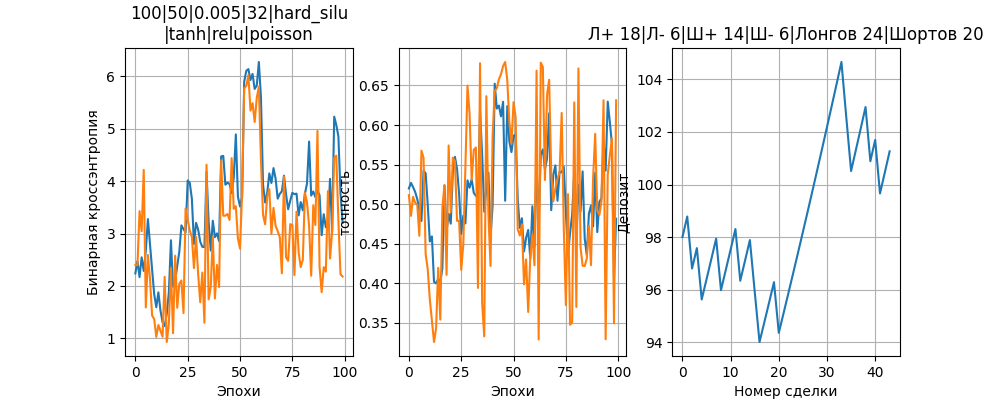 100|50|0.005|32|hard_silu
|tanh|relu|poisson
Л+ 18|Л- 6|Ш+ 14|Ш- 6|Лонгов 24|Шортов 20
Бинарная кроссэнтропия
6
5
4
3
2
1
0 25 50 75 100
Эпохи
точность
0.65
0.60
0.55
0.50
0.45
0.40
0.35
0 25 50 75 100
Эпохи
Депозит
104
102
100
98
96
94
0 10 20 30 40
Номер сделки